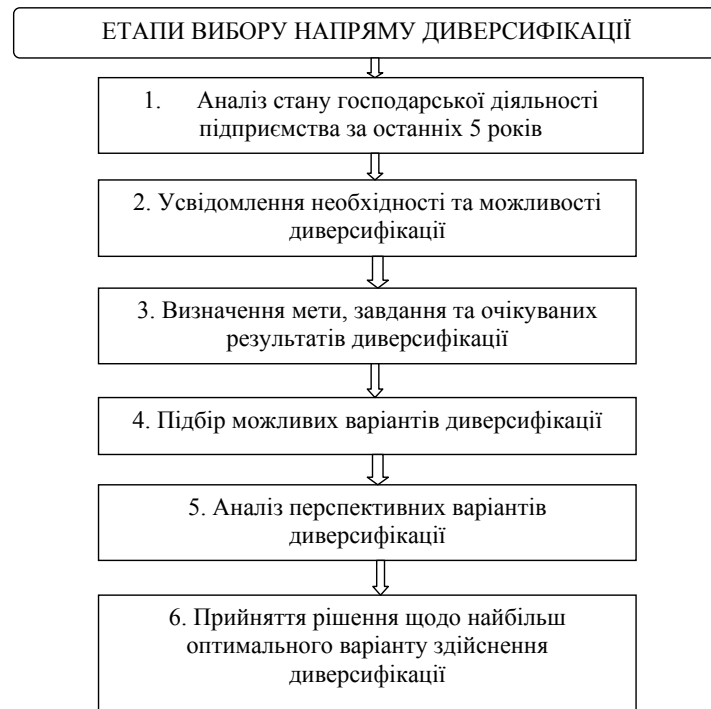 ЕТАПИ ВИБОРУ НАПРЯМУ ДИВЕРСИФІКАЦІЇ
1. Аналіз стану господарської діяльності
підприємства за останніх 5 років
2. Усвідомлення необхідності та можливості
диверсифікації
3. Визначення мети, завдання та очікуваних
результатів диверсифікації
4. Підбір можливих варіантів диверсифікації
5. Аналіз перспективних варіантів
диверсифікації
6. Прийняття рішення щодо найбільш
оптимального варіанту здійснення
диверсифікації